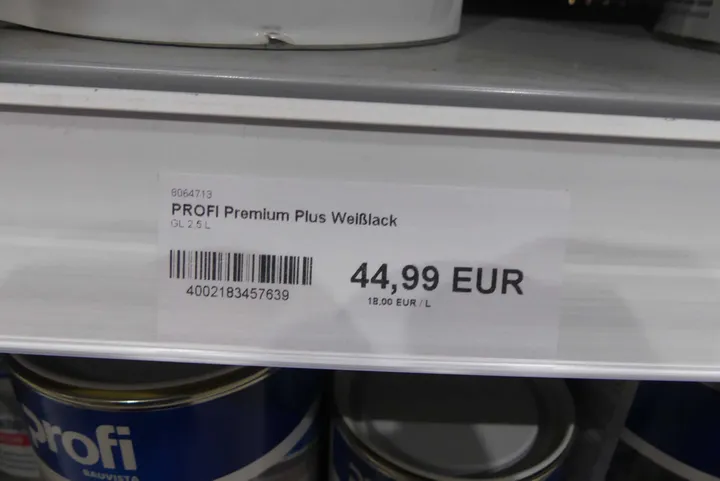 8064713
PROFI Premium Plus Weißlack
GL 2,5 L
4002183457639
44,99 EUR
18.00 EUR / L
profi
BAUVISTA